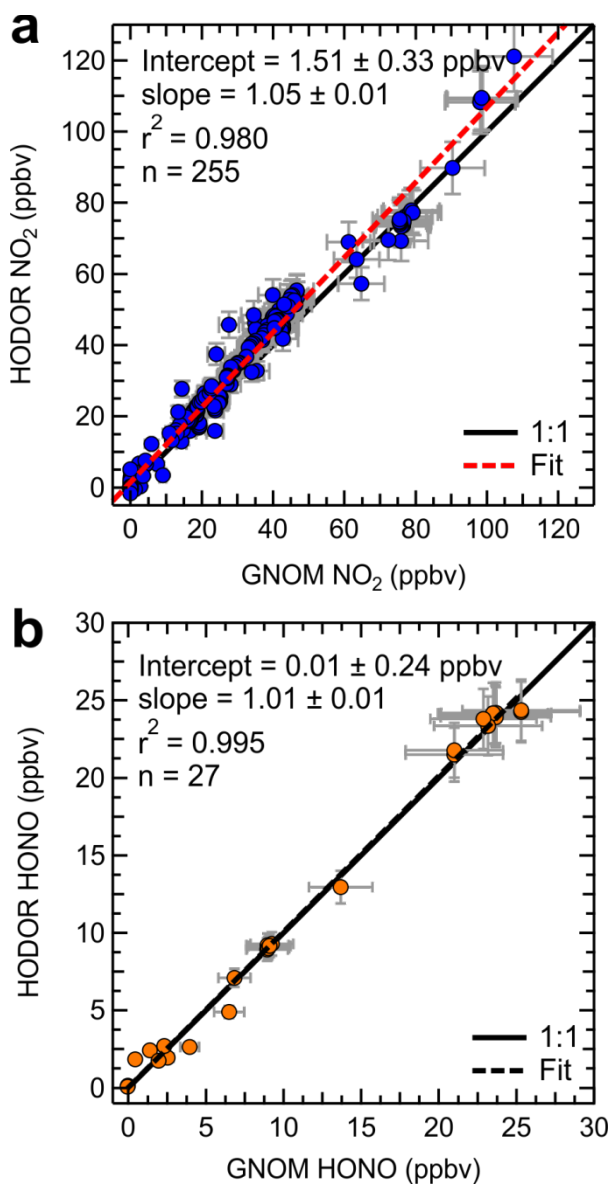 a
Intercept = 1.51 ± 0.33 ppbv
slope = 1.05 ± 0.01
r² = 0.980
n = 255
HODOR NO₂ (ppbv)
120
100
80
60
40
20
0
1:1
Fit
0 20 40 60 80 100 120
GNOM NO₂ (ppbv)
b
Intercept = 0.01 ± 0.24 ppbv
slope = 1.01 ± 0.01
r² = 0.995
n = 27
HODOR HONO (ppbv)
30
25
20
15
10
5
0
1:1
Fit
0 5 10 15 20 25 30
GNOM HONO (ppbv)